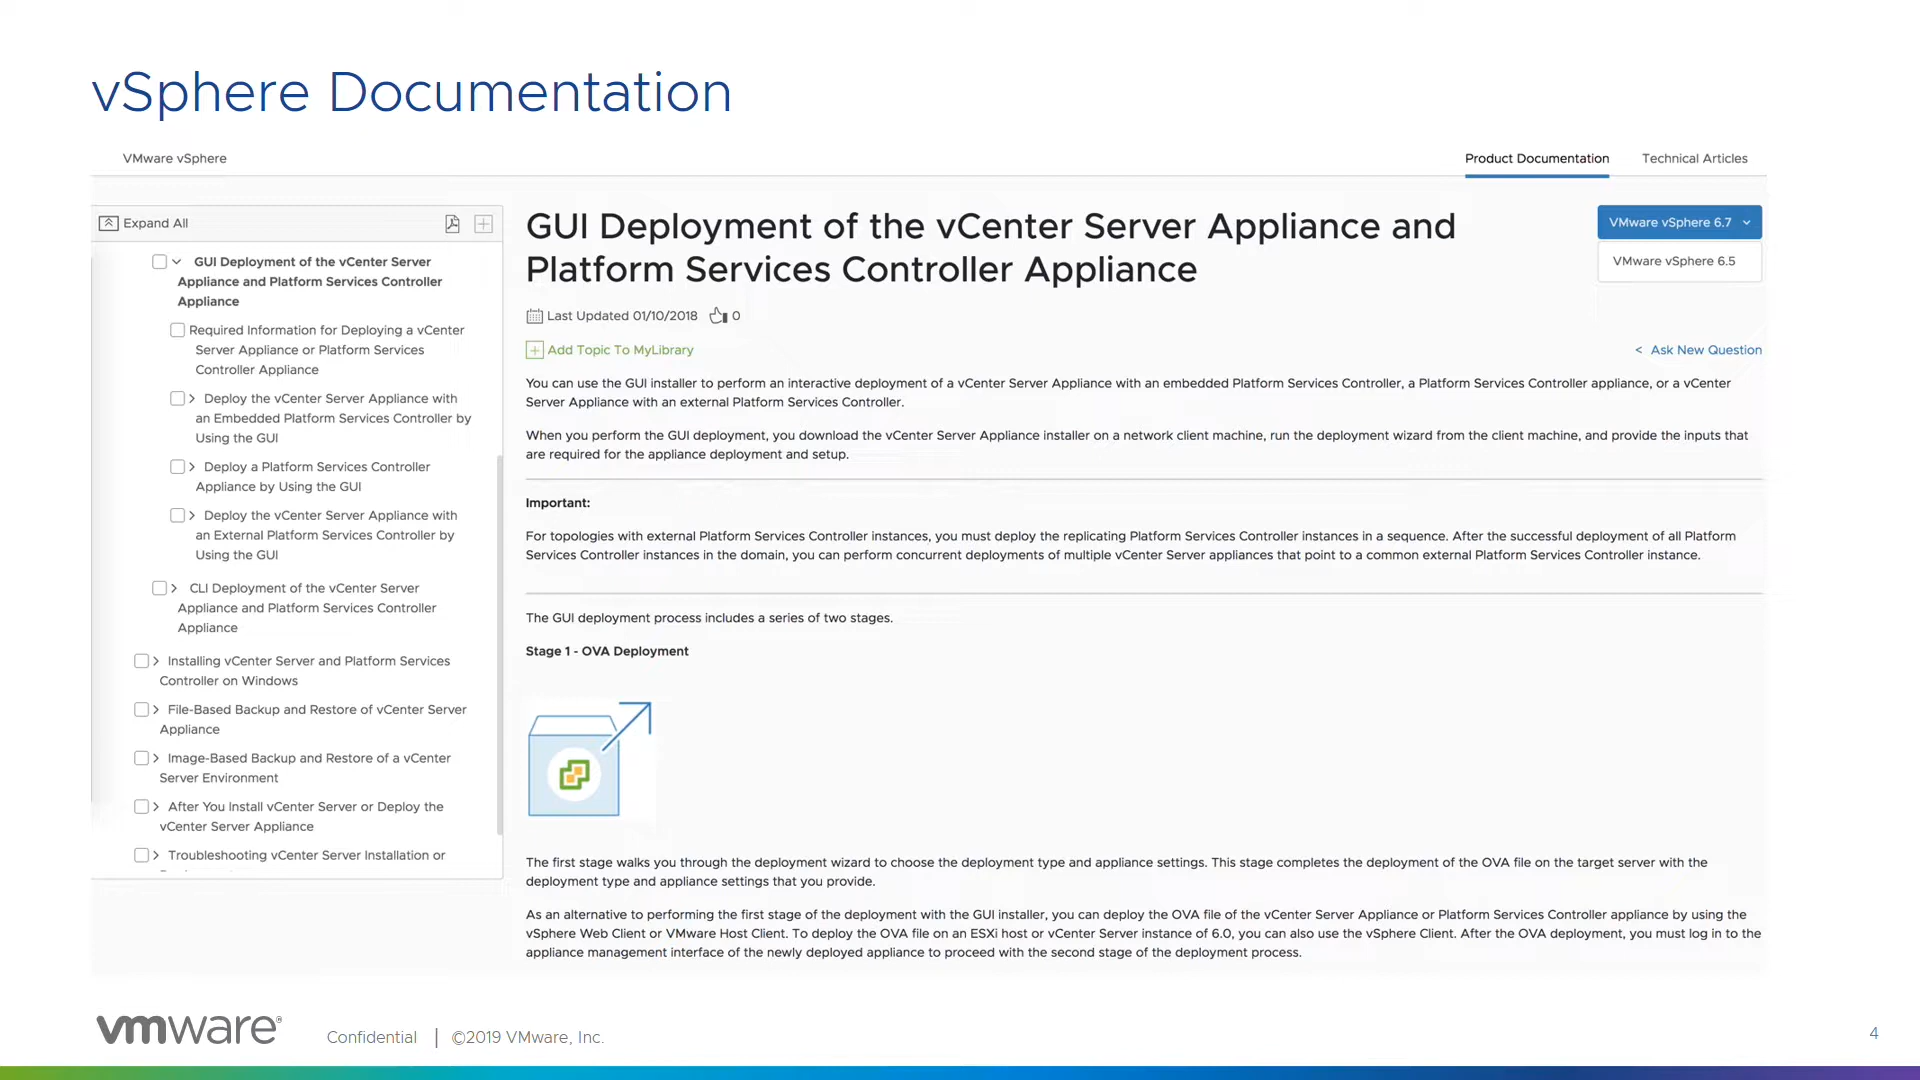 vSphere Documentation
VMware vSphere
Product Documentation
Technical Articles
Expand All
GUI Deployment of the vCenter Server
Appliance and Platform Services Controller
Appliance
Required Information for Deploying a vCenter
Server Appliance or Platform Services
Controller Appliance
Deploy the vCenter Server Appliance with
an Embedded Platform Services Controller by
Using the GUI
Deploy a Platform Services Controller
Appliance by Using the GUI
Deploy the vCenter Server Appliance with
an External Platform Services Controller by
Using the GUI
CLI Deployment of the vCenter Server
Appliance and Platform Services Controller
Appliance
Installing vCenter Server and Platform Services
Controller on Windows
File-Based Backup and Restore of vCenter Server
Appliance
Image-Based Backup and Restore of a vCenter
Server Environment
After You Install vCenter Server or Deploy the
vCenter Server Appliance
Troubleshooting vCenter Server Installation or
GUI Deployment of the vCenter Server Appliance and
Platform Services Controller Appliance
VMware vSphere 6.7
VMware vSphere 6.5
Last Updated 01/10/2018 0
Add Topic To MyLibrary
< Ask New Question
You can use the GUI installer to perform an interactive deployment of a vCenter Server Appliance with an embedded Platform Services Controller, a Platform Services Controller appliance, or a vCenter
Server Appliance with an external Platform Services Controller.
When you perform the GUI deployment, you download the vCenter Server Appliance installer on a network client machine, run the deployment wizard from the client machine, and provide the inputs that
are required for the appliance deployment and setup.
Important:
For topologies with external Platform Services Controller instances, you must deploy the replicating Platform Services Controller instances in a sequence. After the successful deployment of all Platform
Services Controller instances in the domain, you can perform concurrent deployments of multiple vCenter Server appliances that point to a common external Platform Services Controller instance.
The GUI deployment process includes a series of two stages.
Stage 1 - OVA Deployment
The first stage walks you through the deployment wizard to choose the deployment type and appliance settings. This stage completes the deployment of the OVA file on the target server with the
deployment type and appliance settings that you provide.
As an alternative to performing the first stage of the deployment with the GUI installer, you can deploy the OVA file of the vCenter Server Appliance or Platform Services Controller appliance by using the
vSphere Web Client or VMware Host Client. To deploy the OVA file on an ESXi host or vCenter Server instance of 6.0, you can also use the vSphere Client. After the OVA deployment, you must log in to the
appliance management interface of the newly deployed appliance to proceed with the second stage of the deployment process.
vmware®
Confidential | ©2019 VMware, Inc.
4